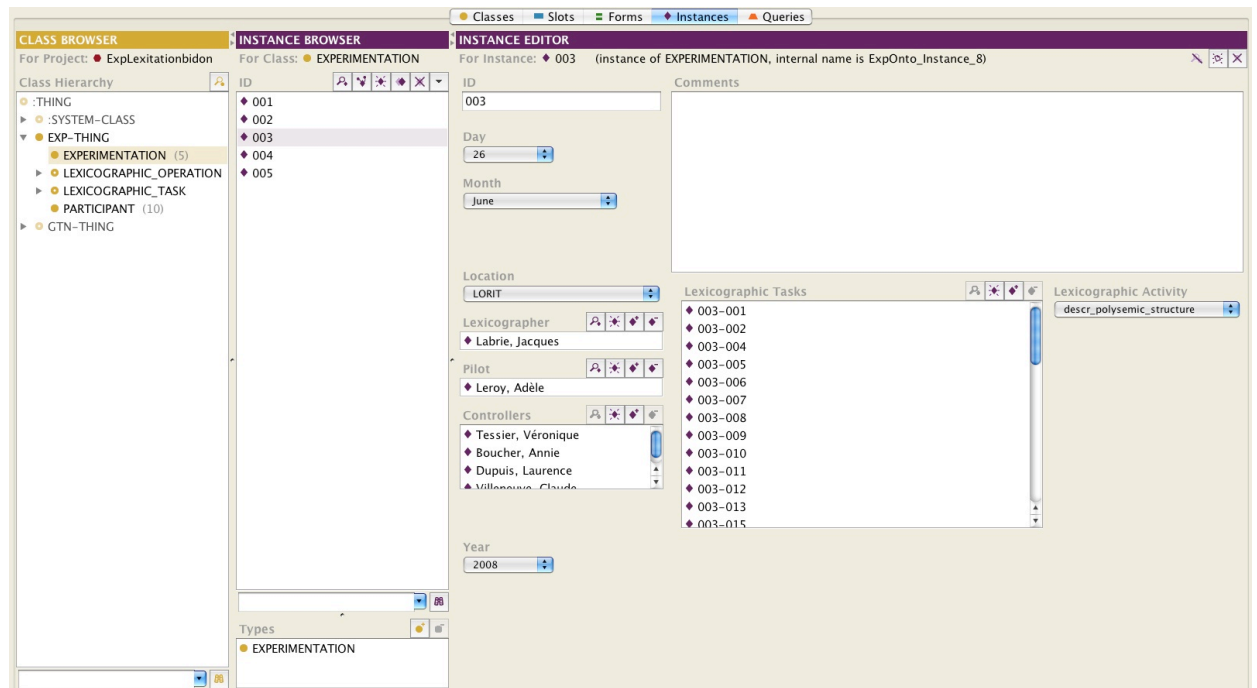 Classes Slots Forms Instances Queries
CLASS BROWSER
For Project: ExpLexitationbidon
Class Hierarchy
:THING
:SYSTEM-CLASS
EXP-THING
EXPERIMENTATION (5)
LEXICOGRAPHIC_OPERATION
LEXICOGRAPHIC_TASK
PARTICIPANT (10)
GTN-THING
INSTANCE BROWSER
For Class: EXPERIMENTATION
ID
001
002
003
004
005
Types
EXPERIMENTATION
INSTANCE EDITOR
For Instance: 003 (instance of EXPERIMENTATION, internal name is ExpOnto_Instance_8)
ID
003
Day
26
Month
June
Location
LORIT
Lexicographer
Labrie, Jacques
Pilot
Leroy, Adèle
Controllers
Tessier, Véronique
Boucher, Annie
Dupuis, Laurence
Villeneuve, Claude
Year
2008
Comments
Lexicographic Tasks
003-001
003-002
003-004
003-005
003-006
003-007
003-008
003-009
003-010
003-011
003-012
003-013
003-015
Lexicographic Activity
descr_polysemic_structure